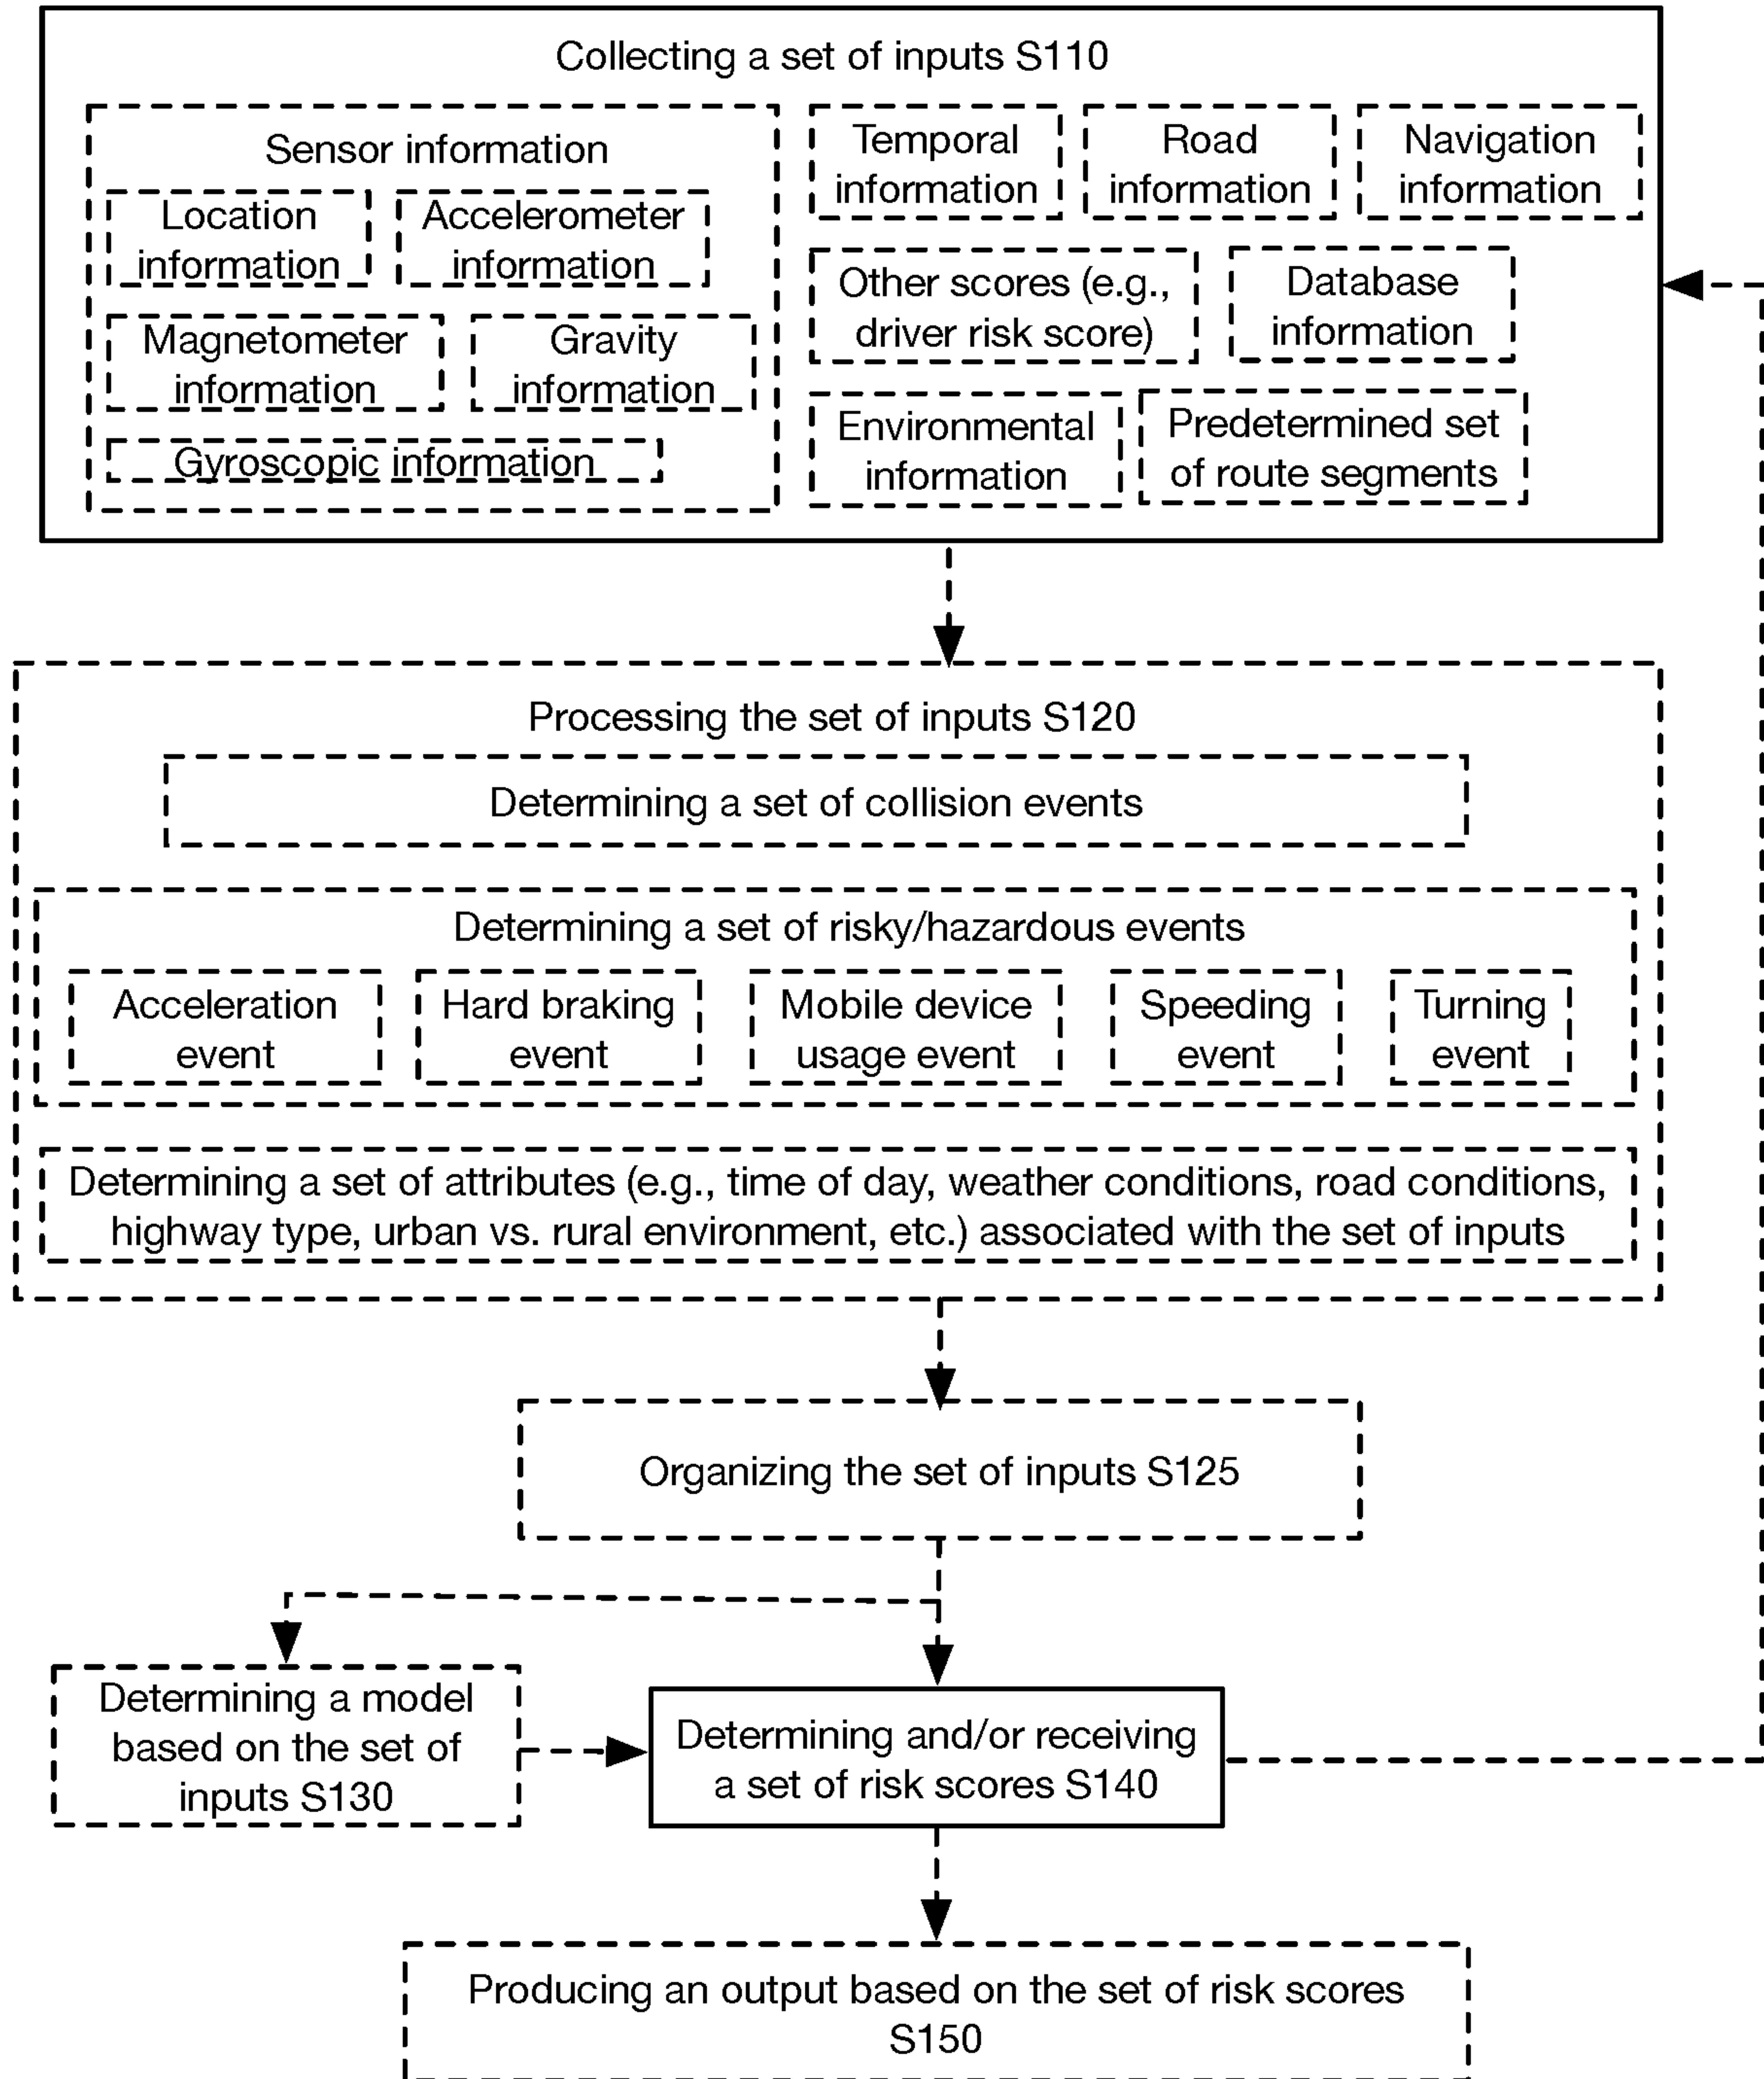 Collecting a set of inputs S110
Sensor information
Location
information
Accelerometer
information
Magnetometer
information
Gravity
information
Gyroscopic information
Temporal
information
Road
information
Navigation
information
Other scores (e.g.,
driver risk score)
Database
information
Environmental
information
Predetermined set
of route segments
Processing the set of inputs S120
Determining a set of collision events
Determining a set of risky/hazardous events
Acceleration
event
Hard braking
event
Mobile device
usage event
Speeding
event
Turning
event
Determining a set of attributes (e.g., time of day, weather conditions, road conditions,
highway type, urban vs. rural environment, etc.) associated with the set of inputs
Organizing the set of inputs S125
Determining a model
based on the set of
inputs S130
Determining and/or receiving
a set of risk scores S140
Producing an output based on the set of risk scores
S150